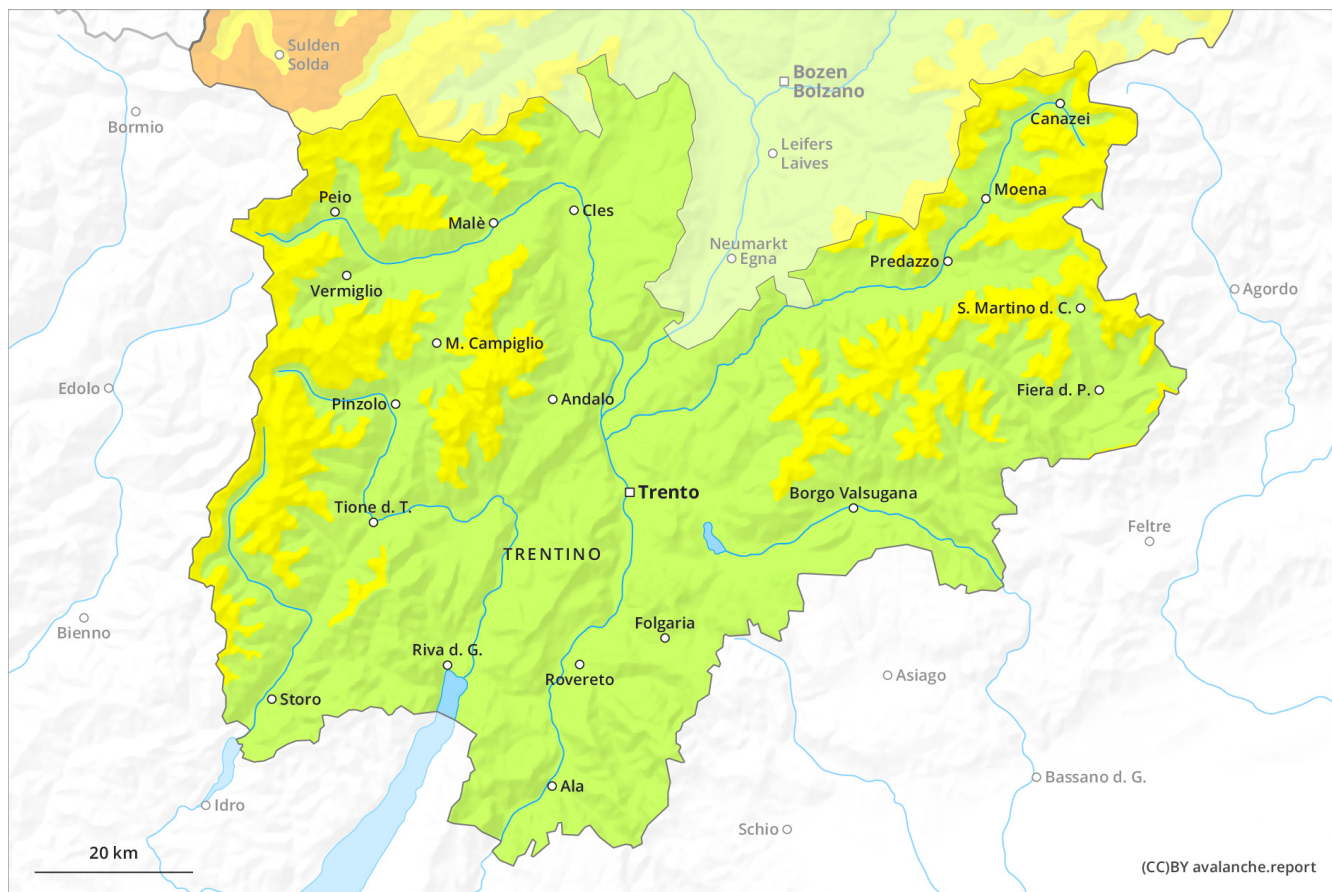 Sulden
Solda
Bozen
Bolzano
Bormio
Canazei
Leifers
Laives
Peio
Moena
Malè
Cles
Neumarkt
Egna
Predazzo
Vermiglio
Agordo
S. Martino d. C.
M. Campiglio
Edolo
Fiera d. P.
Pinzolo
Andalo
Trento
Borgo Valsugana
Tione d. T.
Feltre
TRENTINO
Bienno
Folgaria
Riva d. G.
Rovereto
Asiago
Storo
Bassano d. G.
Ala
Idro
Schio
20 km
(CC)BY avalanche.report